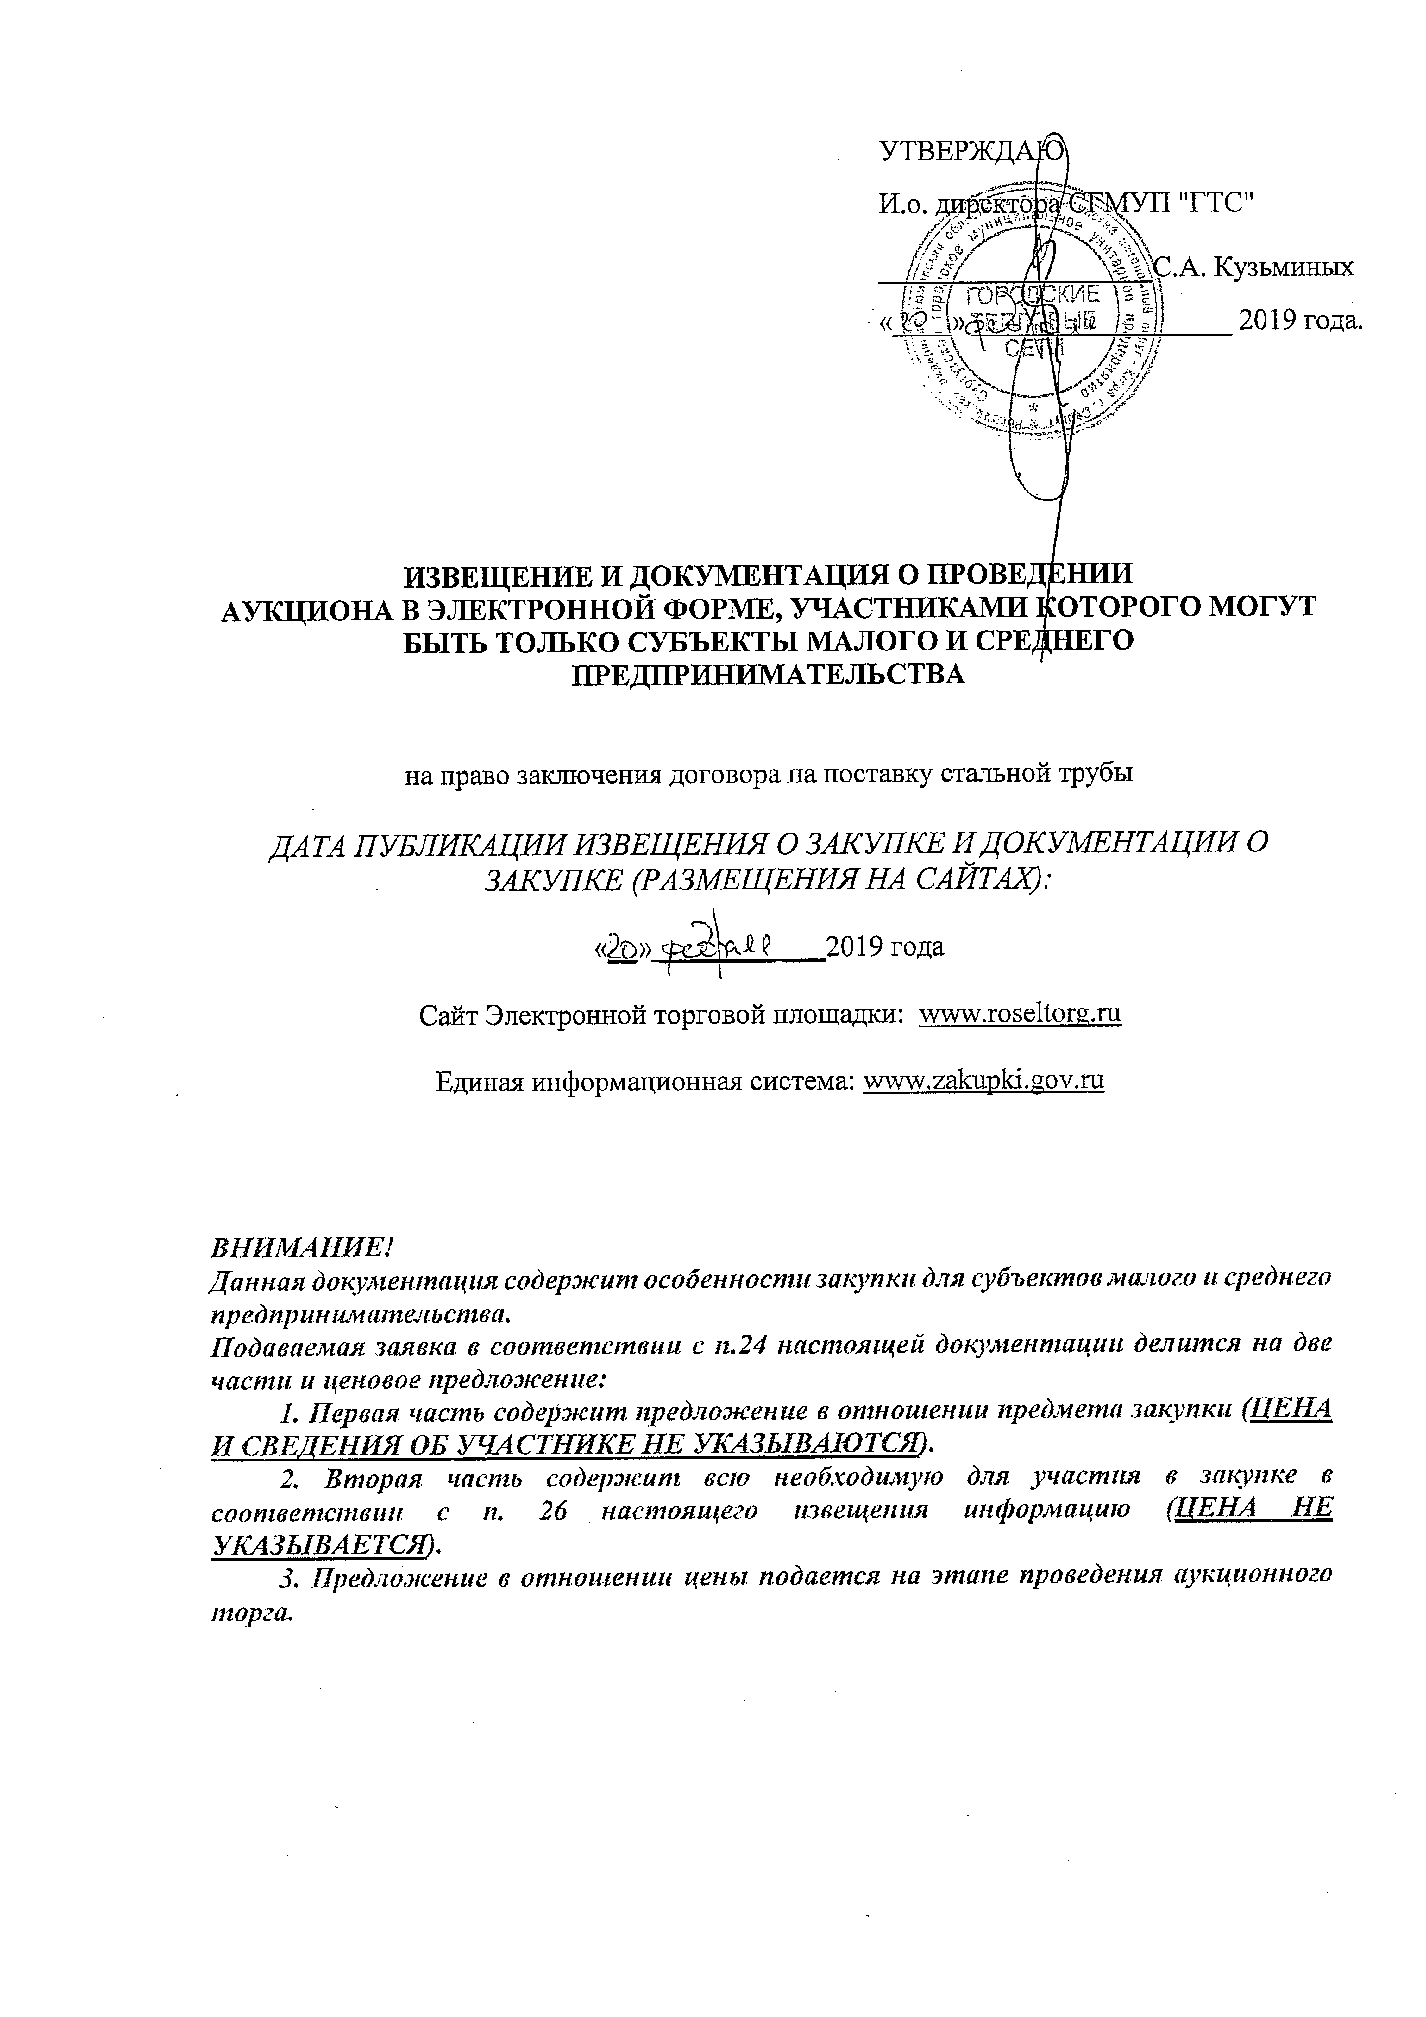 УТВЕРЖДАЮ
И.о. директора СГМУП "ГТС"
С.А. Кузьминых
«20» февраля 2019 года.
ГОРОДСКИЕ
ТЕПЛОВЫЕ
СЕТИ
ИЗВЕЩЕНИЕ И ДОКУМЕНТАЦИЯ О ПРОВЕДЕНИИ
АУКЦИОНА В ЭЛЕКТРОННОЙ ФОРМЕ, УЧАСТНИКАМИ КОТОРОГО МОГУТ
БЫТЬ ТОЛЬКО СУБЪЕКТЫ МАЛОГО И СРЕДНЕГО
ПРЕДПРИНИМАТЕЛЬСТВА
на право заключения договора на поставку стальной трубы
ДАТА ПУБЛИКАЦИИ ИЗВЕЩЕНИЯ О ЗАКУПКЕ И ДОКУМЕНТАЦИИ О
ЗАКУПКЕ (РАЗМЕЩЕНИЯ НА САЙТАХ):
«20» февраля 2019 года
Сайт Электронной торговой площадки: www.roseltorg.ru
Единая информационная система: www.zakupki.gov.ru
ВНИМАНИЕ!
Данная документация содержит особенности закупки для субъектов малого и среднего
предпринимательства.
Подаваемая заявка в соответствии с п.24 настоящей документации делится на две
части и ценовое предложение:
1. Первая часть содержит предложение в отношении предмета закупки (ЦЕНА
И СВЕДЕНИЯ ОБ УЧАСТНИКЕ НЕ УКАЗЫВАЮТСЯ).
2. Вторая часть содержит всю необходимую для участия в закупке в
соответствии с п. 26 настоящего извещения информацию (ЦЕНА НЕ
УКАЗЫВАЕТСЯ).
3. Предложение в отношении цены подается на этапе проведения аукционного
торга.